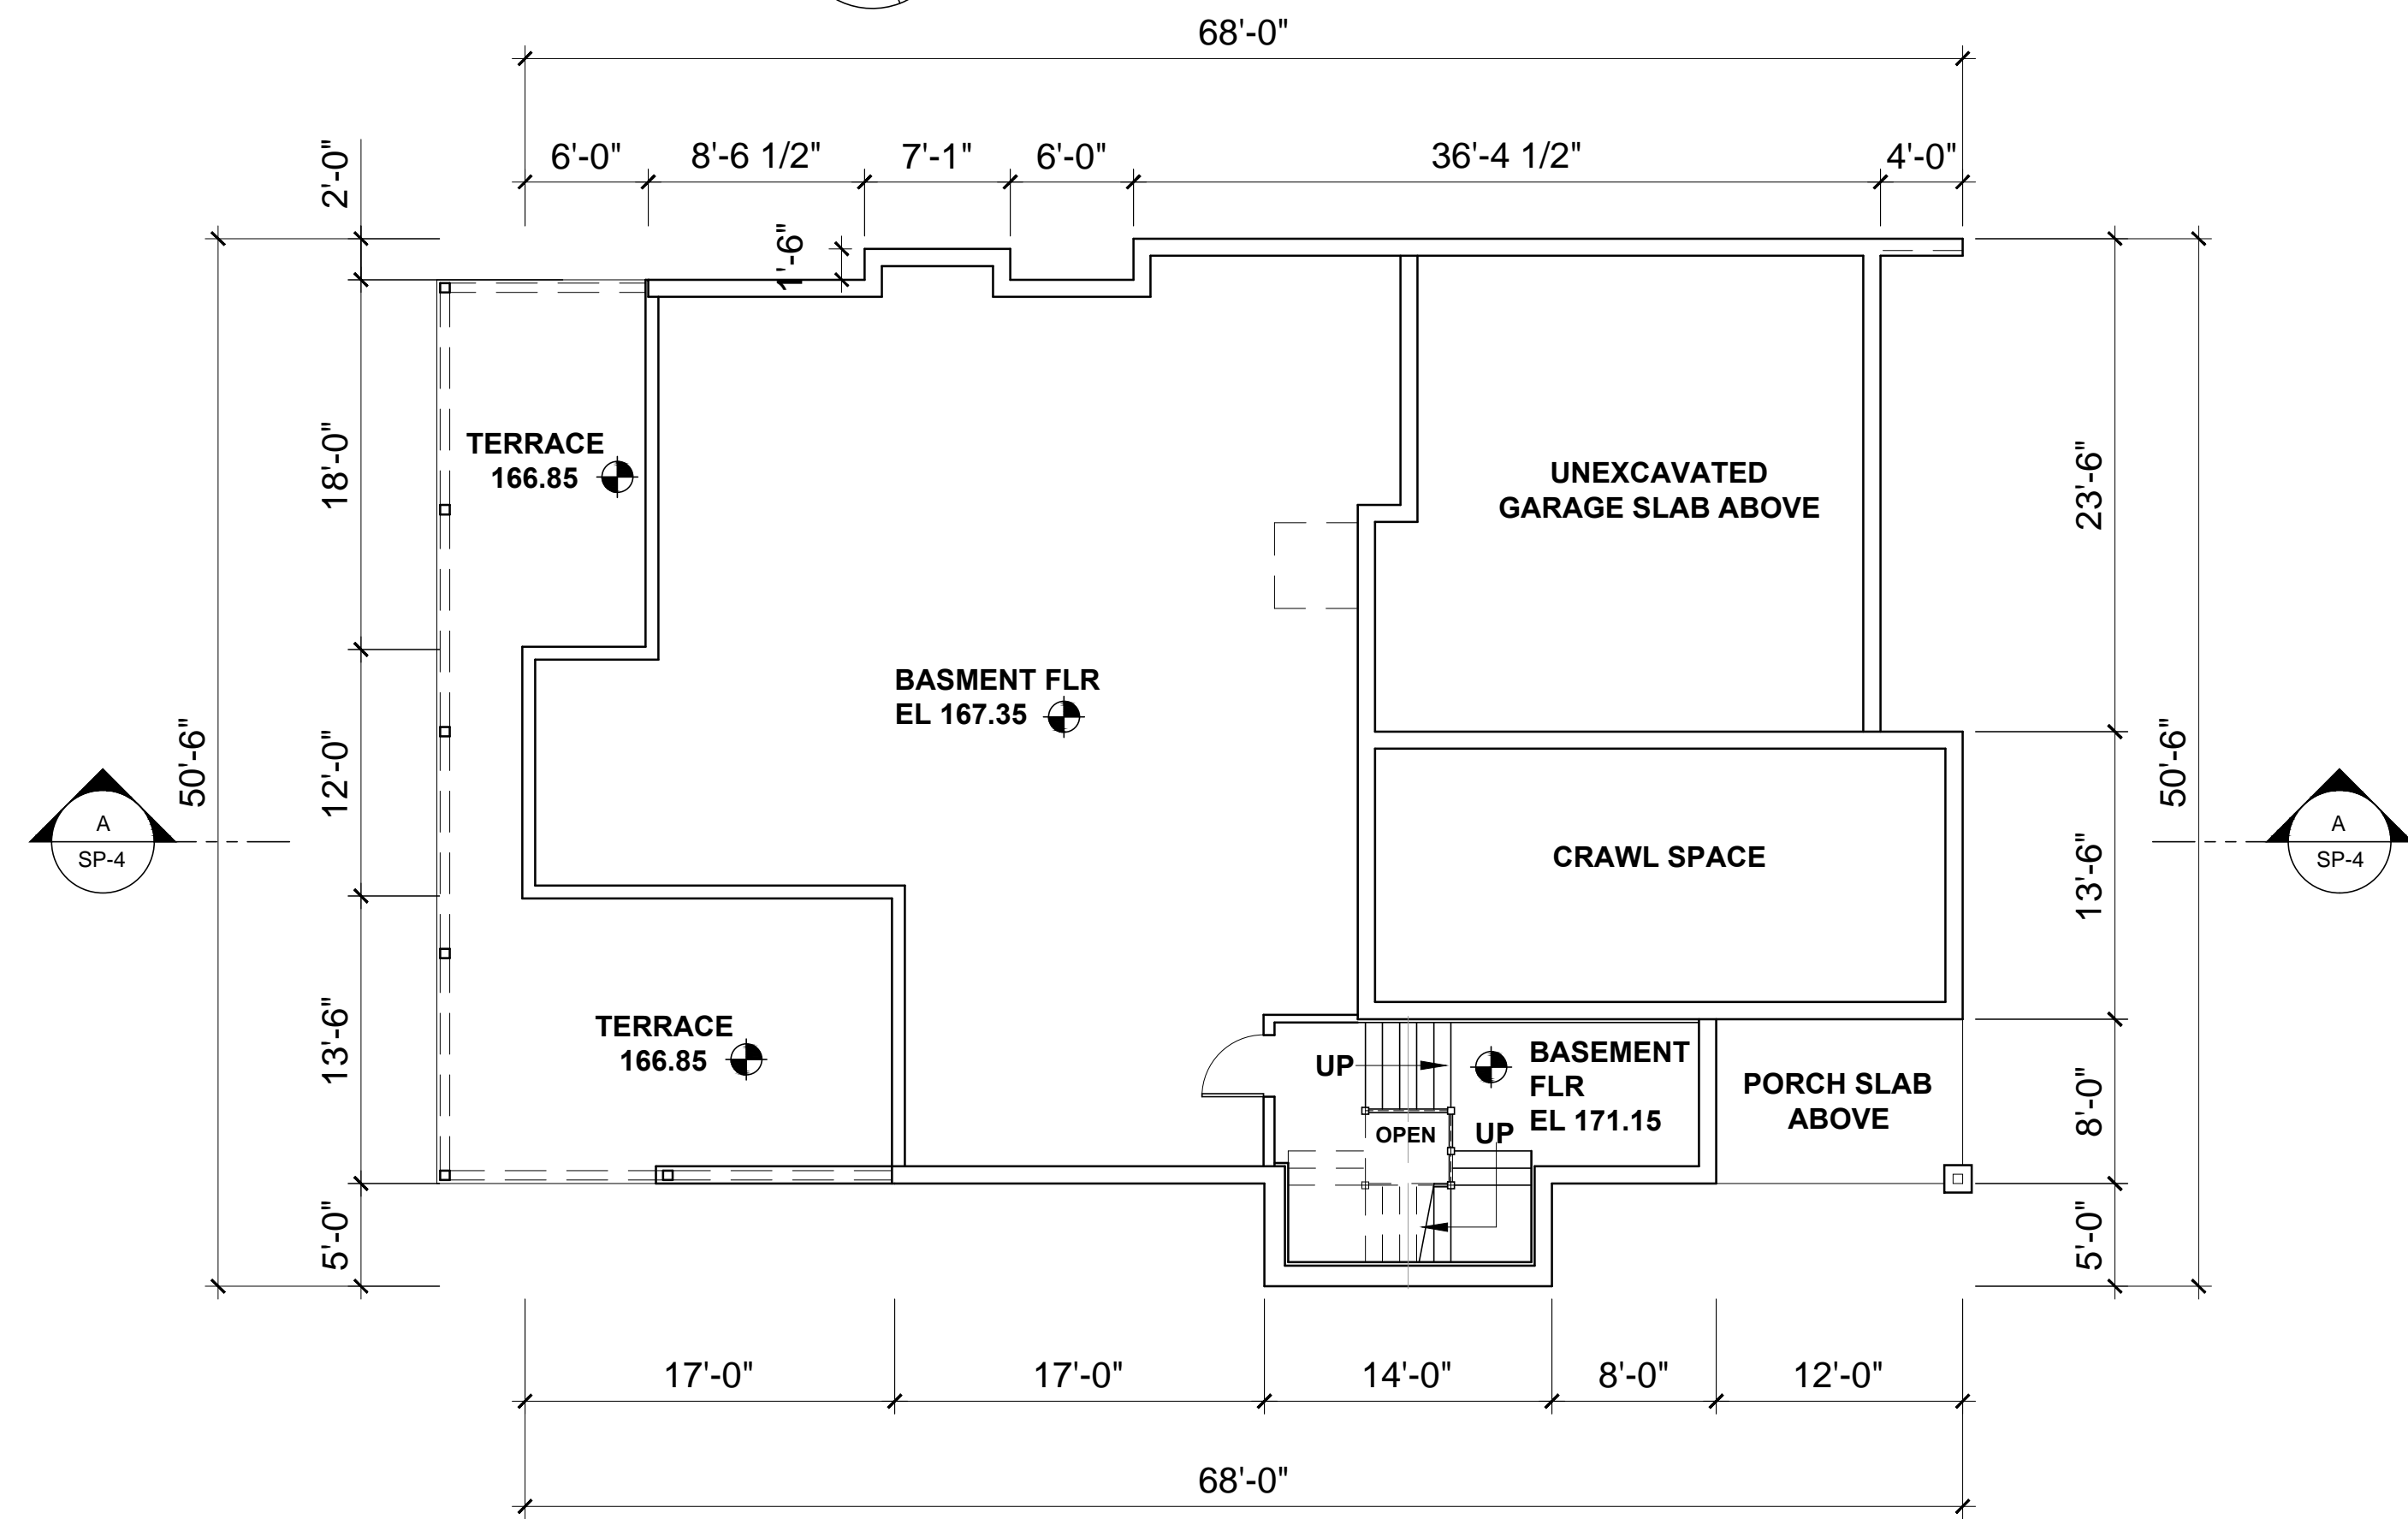 68'-0"
6'-0"
8'-6 1/2"
7'-1"
6'-0"
36'-4 1/2"
4'-0"
2'-0"
1'-6"
18'-0"
12'-0"
13'-6"
5'-0"
50'-6"
TERRACE
166.85
UNEXCAVATED
GARAGE SLAB ABOVE
23'-6"
BASMENT FLR
EL 167.35
50'-6"
A
SP-4
CRAWL SPACE
13'-6"
A
SP-4
TERRACE
166.85
UP
BASEMENT
FLR
EL 171.15
OPEN
UP
PORCH SLAB
ABOVE
8'-0"
5'-0"
17'-0"
17'-0"
14'-0"
8'-0"
12'-0"
68'-0"